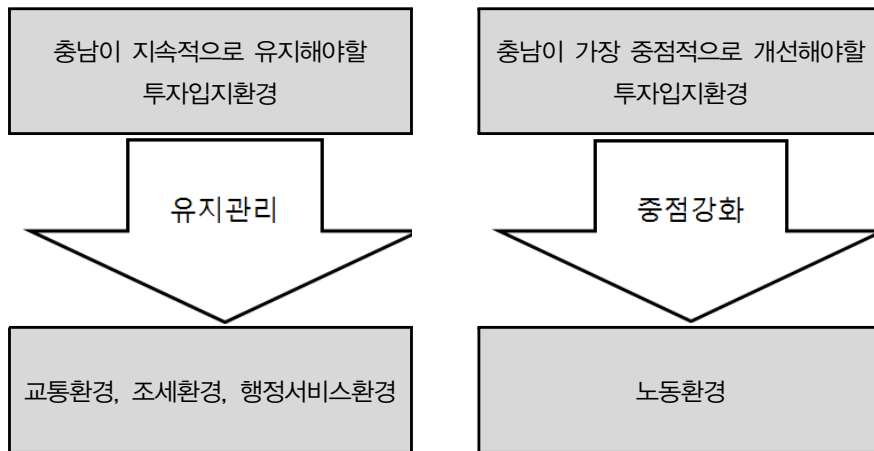 충남이 지속적으로 유지해야할
투자입지환경
유지관리
교통환경, 조세환경, 행정서비스환경
충남이 가장 중점적으로 개선해야할
투자입지환경
중점강화
노동환경